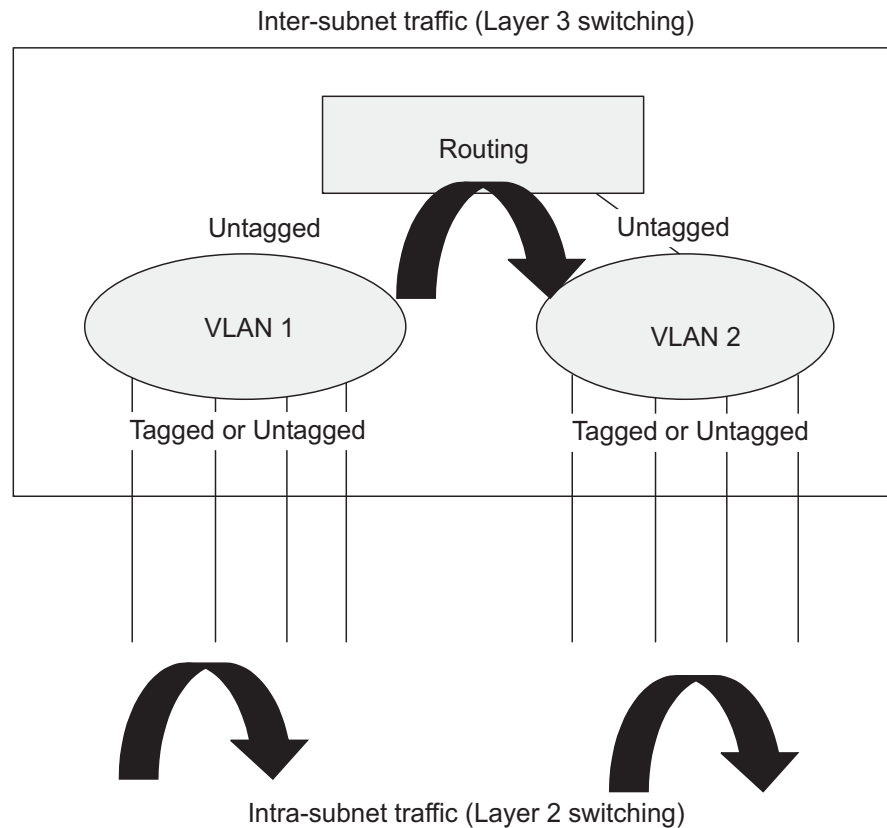 Inter-subnet traffic (Layer 3 switching)
Routing
Untagged
Untagged
VLAN 1
VLAN 2
Tagged or Untagged
Tagged or Untagged
Intra-subnet traffic (Layer 2 switching)